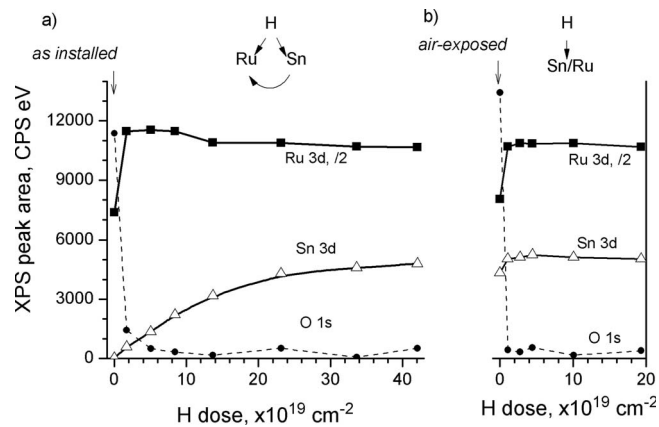 a)
H
Ru
Sn
as installed
b)
H
Sn/Ru
air-exposed
XPS peak area, CPS eV
12000
9000
6000
3000
0
Ru 3d, /2
Sn 3d
O 1s
0
10
20
30
40
H dose, x10¹⁹ cm⁻²
Ru 3d, /2
Sn 3d
O 1s
0
10
20
H dose, x10¹⁹ cm⁻²